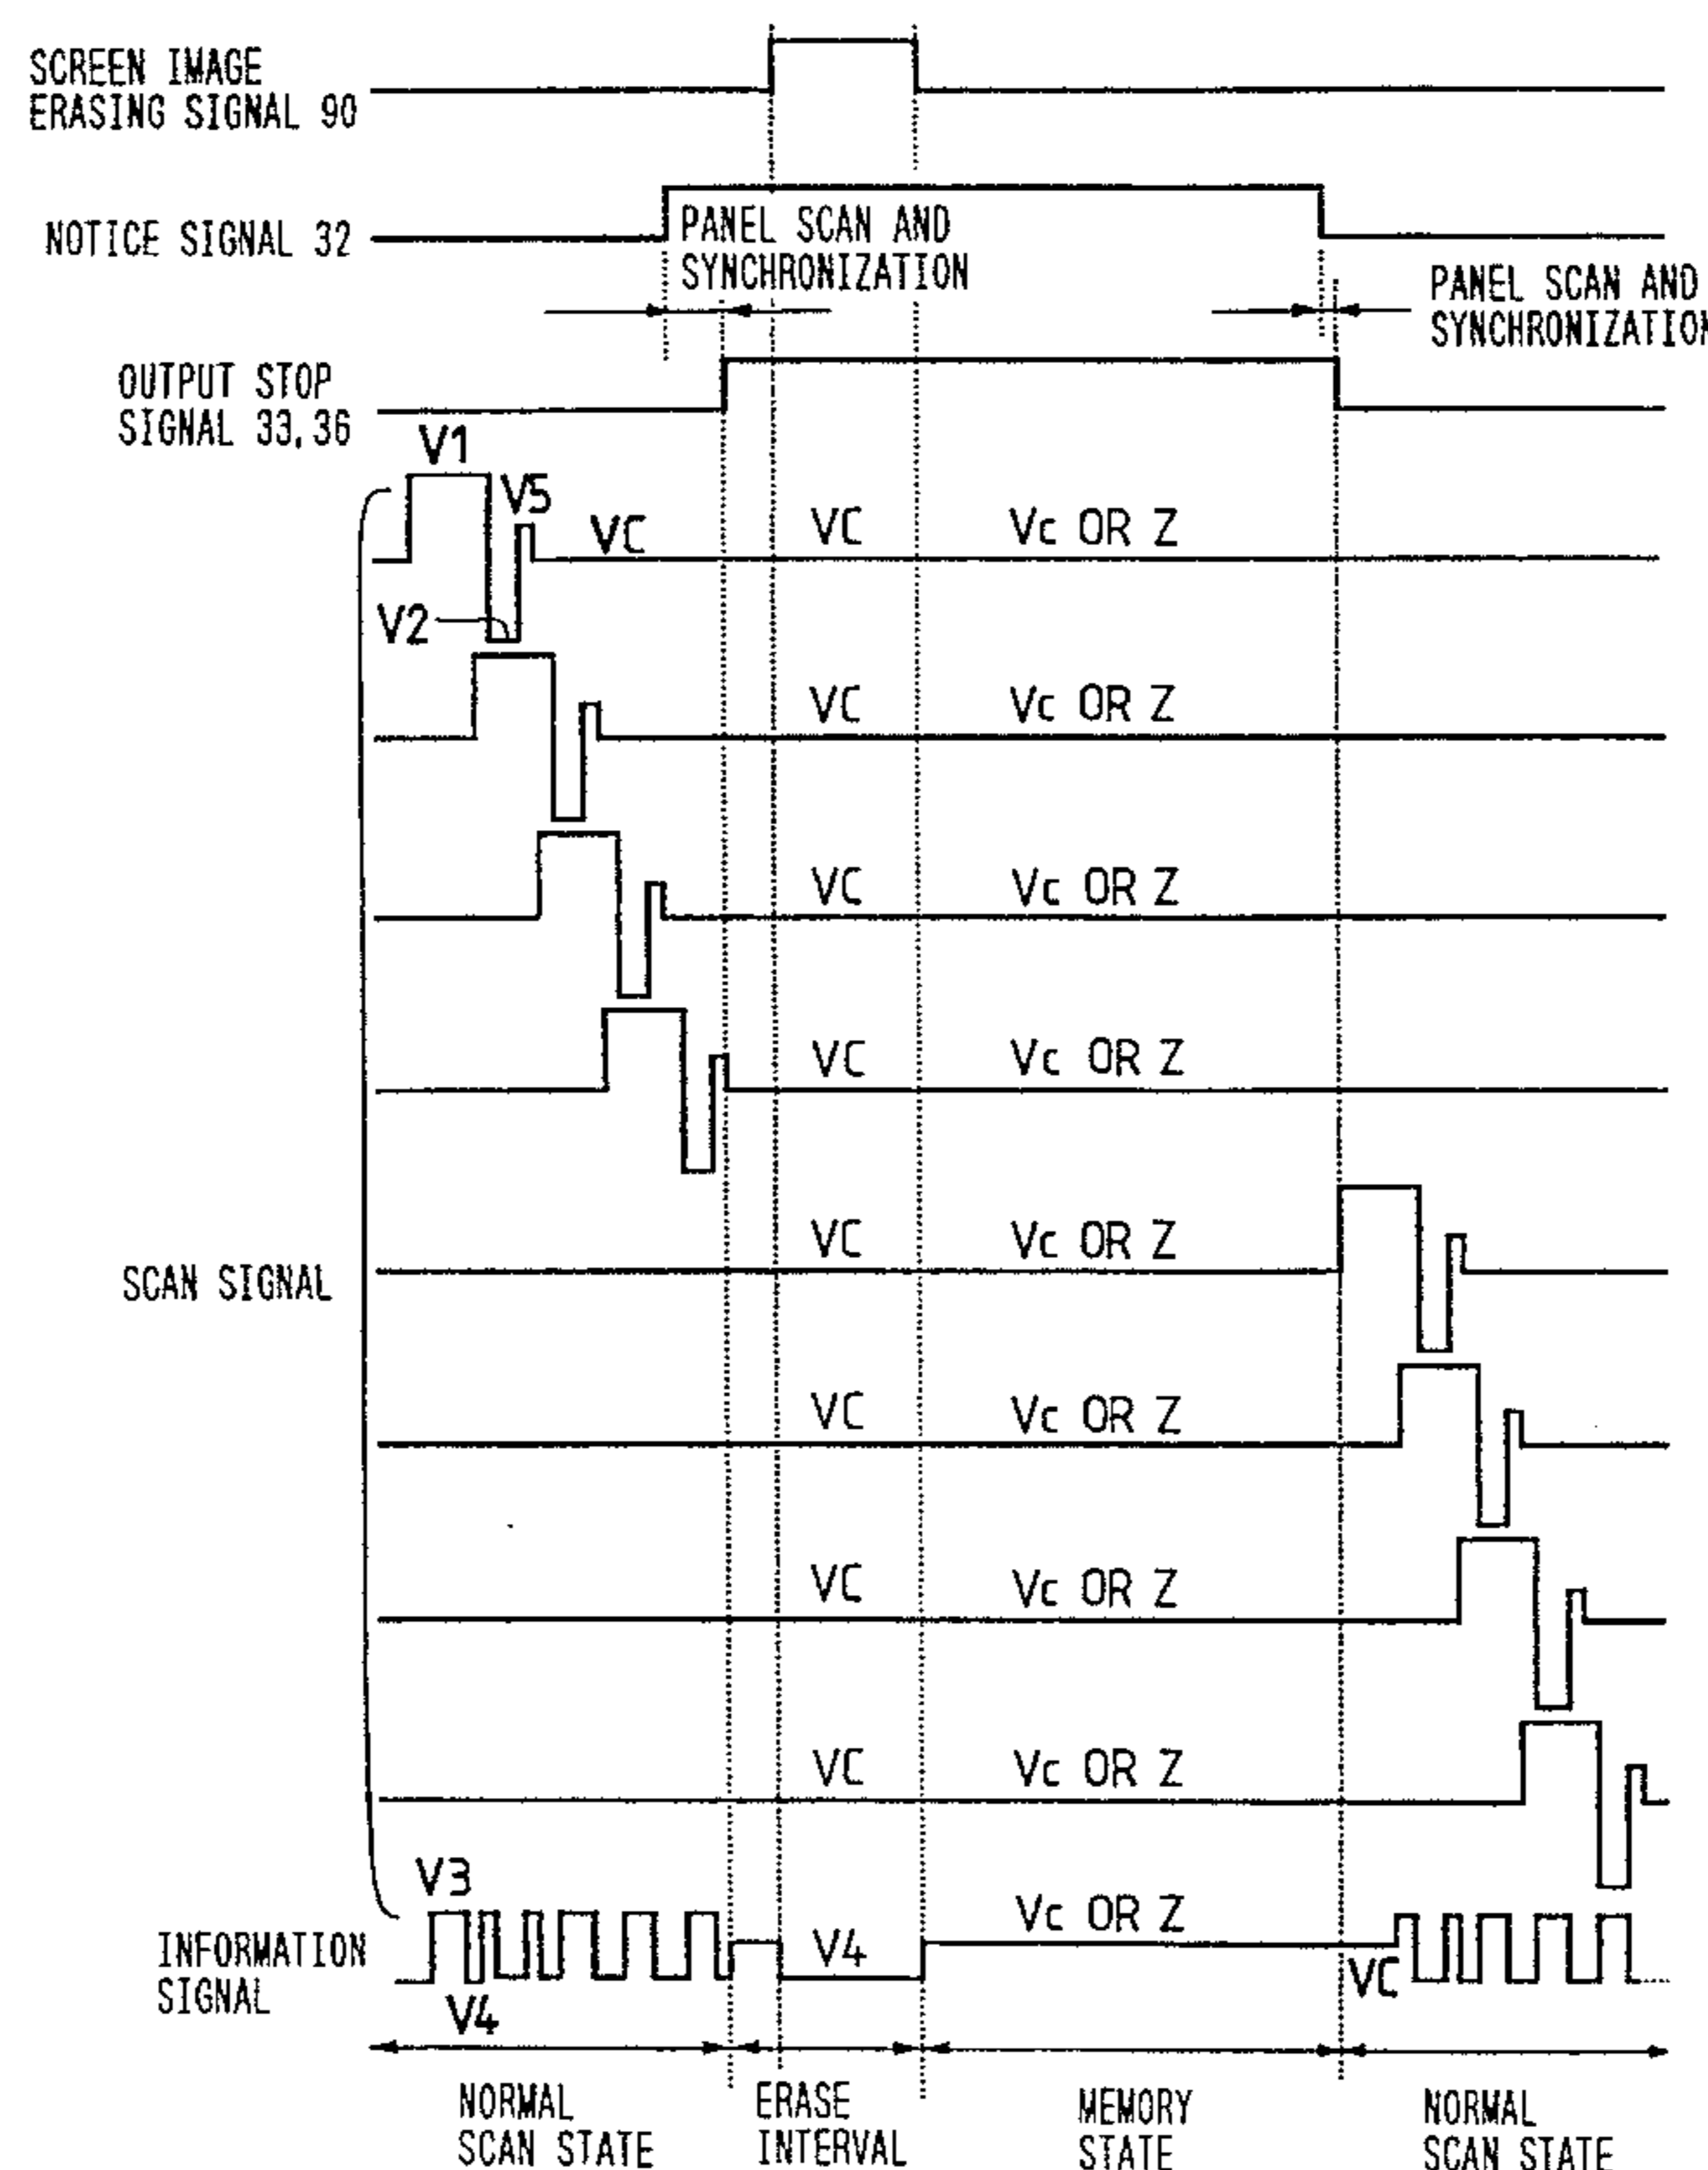 SCREEN IMAGE
ERASING SIGNAL 90
NOTICE SIGNAL 32
PANEL SCAN AND
SYNCHRONIZATION
PANEL SCAN AND
SYNCHRONIZATION
OUTPUT STOP
SIGNAL 33,36
V1
V5
VC
VC
Vc OR Z
V2
VC
Vc OR Z
VC
Vc OR Z
VC
Vc OR Z
SCAN SIGNAL
VC
Vc OR Z
VC
Vc OR Z
VC
Vc OR Z
VC
Vc OR Z
V3
Vc OR Z
INFORMATION
SIGNAL
V4
VC
V4
NORMAL
SCAN STATE
ERASE
INTERVAL
MEMORY
STATE
NORMAL
SCAN STATE